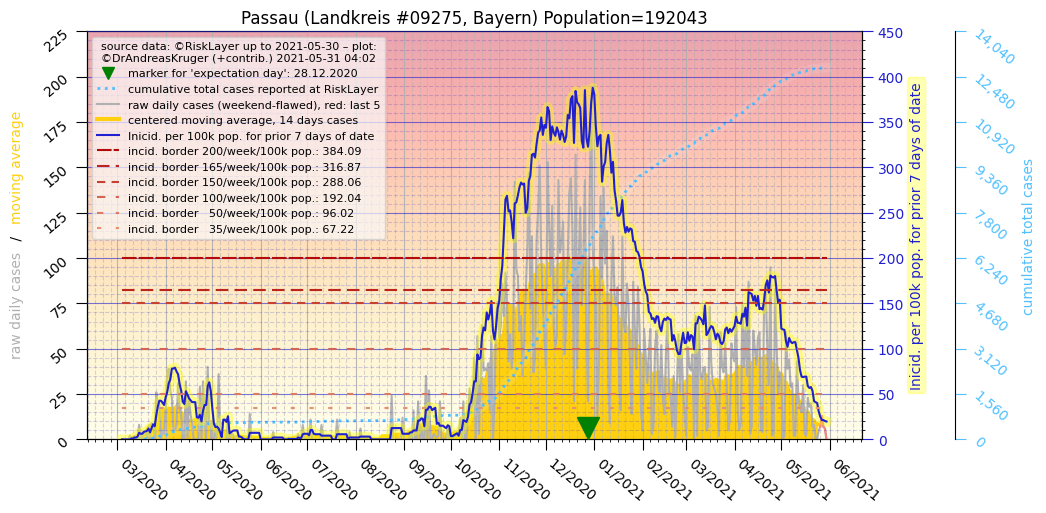 Passau (Landkreis #09275, Bayern) Population=192043
source data: ©RiskLayer up to 2021-05-30 – plot:
©DrAndreasKruger (+contrib.) 2021-05-31 04:02
marker for 'expectation day': 28.12.2020
cumulative total cases reported at RiskLayer
raw daily cases (weekend-flawed), red: last 5
centered moving average, 14 days cases
Inicid. per 100k pop. for prior 7 days of date
incid. border 200/week/100k pop.: 384.09
incid. border 165/week/100k pop.: 316.87
incid. border 150/week/100k pop.: 288.06
incid. border 100/week/100k pop.: 192.04
incid. border   50/week/100k pop.: 96.02
incid. border   35/week/100k pop.: 67.22
raw daily cases / moving average
225
200
175
150
125
100
75
50
25
0
03/2020
04/2020
05/2020
06/2020
07/2020
08/2020
09/2020
10/2020
11/2020
12/2020
01/2021
02/2021
03/2021
04/2021
05/2021
06/2021
450
400
350
300
250
200
150
100
50
0
Inicid. per 100k pop. for prior 7 days of date
14,040
12,480
10,920
9,360
7,800
6,240
4,680
3,120
1,560
0
cumulative total cases